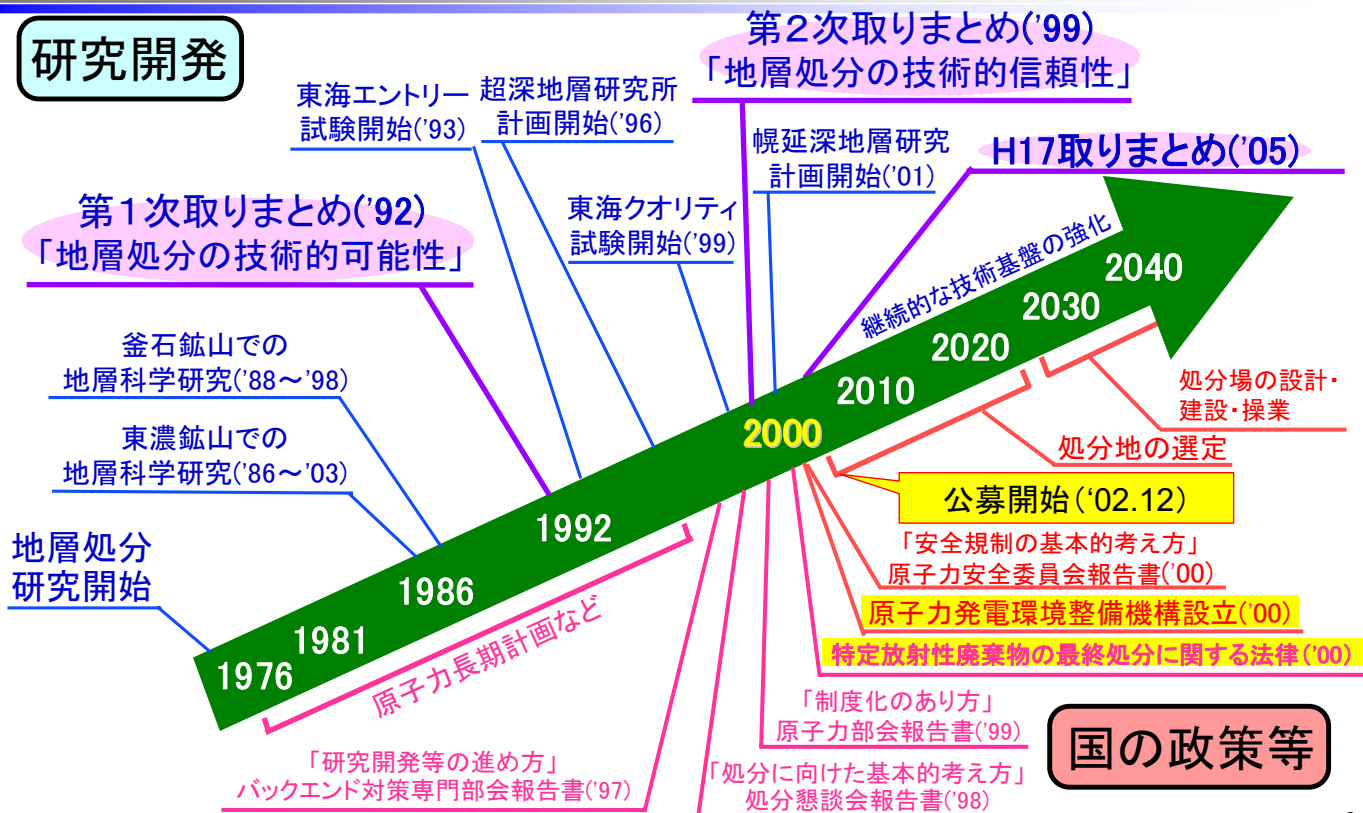 研究開発
第２次取りまとめ('99)
「地層処分の技術的信頼性」
東海エントリー
試験開始('93)
超深地層研究所
計画開始('96)
幌延深地層研究
計画開始('01)
H17取りまとめ('05)
第１次取りまとめ('92)
「地層処分の技術的可能性」
東海クオリティ
試験開始('99)
釜石鉱山での
地層科学研究('88～'98)
東濃鉱山での
地層科学研究('86～'03)
地層処分
研究開始
継続的な技術基盤の強化
1976
1981
1986
1992
2000
2010
2020
2030
2040
処分場の設計・
建設・操業
処分地の選定
公募開始(‘02.12)
「安全規制の基本的考え方」
原子力安全委員会報告書('00)
原子力発電環境整備機構設立('00)
特定放射性廃棄物の最終処分に関する法律('00)
原子力長期計画など
「制度化のあり方」
原子力部会報告書('99)
「研究開発等の進め方」
バックエンド対策専門部会報告書('97)
「処分に向けた基本的考え方」
処分懇談会報告書('98)
国の政策等